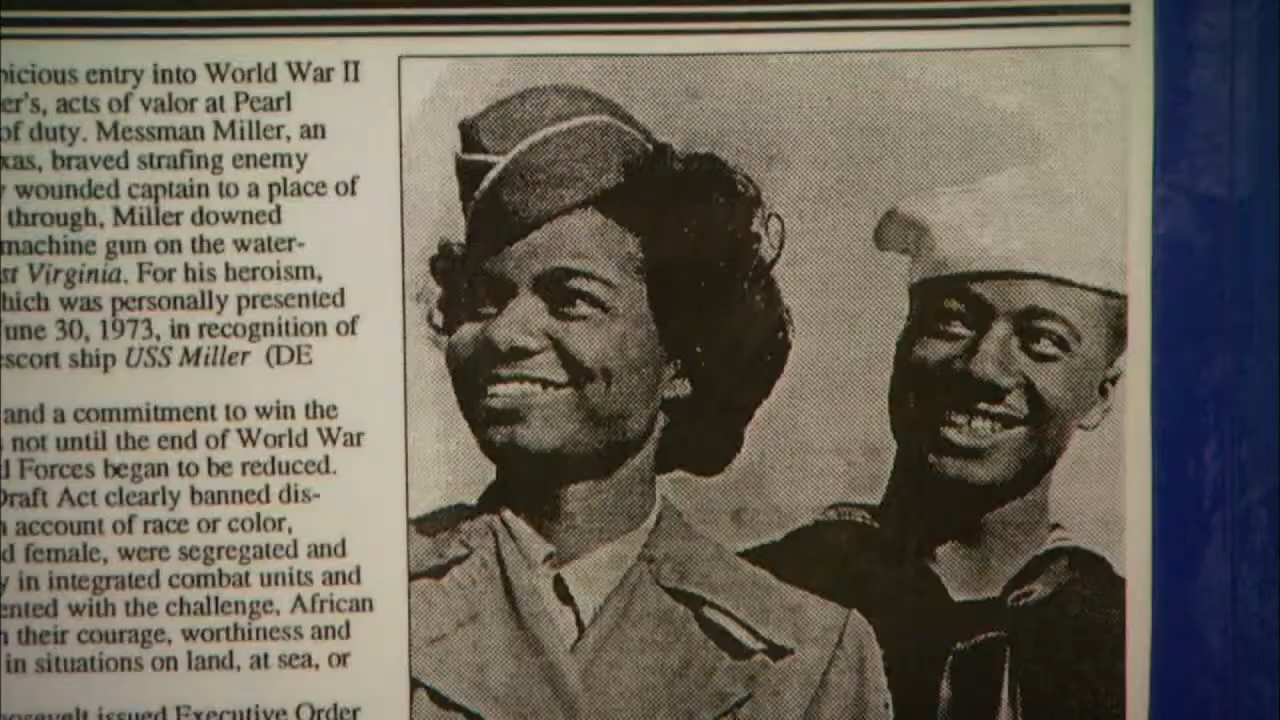 picious entry into World War II
er's, acts of valor at Pearl
of duty. Messman Miller, an
xas, braved strafing enemy
wounded captain to a place of
through, Miller downed
machine gun on the water-
st Virginia. For his heroism,
hich was personally presented
June 30, 1973, in recognition of
escort ship USS Miller (DE
and a commitment to win the
not until the end of World War
d Forces began to be reduced.
Draft Act clearly banned dis-
n account of race or color,
d female, were segregated and
y in integrated combat units and
ented with the challenge, African
n their courage, worthiness and
in situations on land, at sea, or
oosevelt issued Executive Order